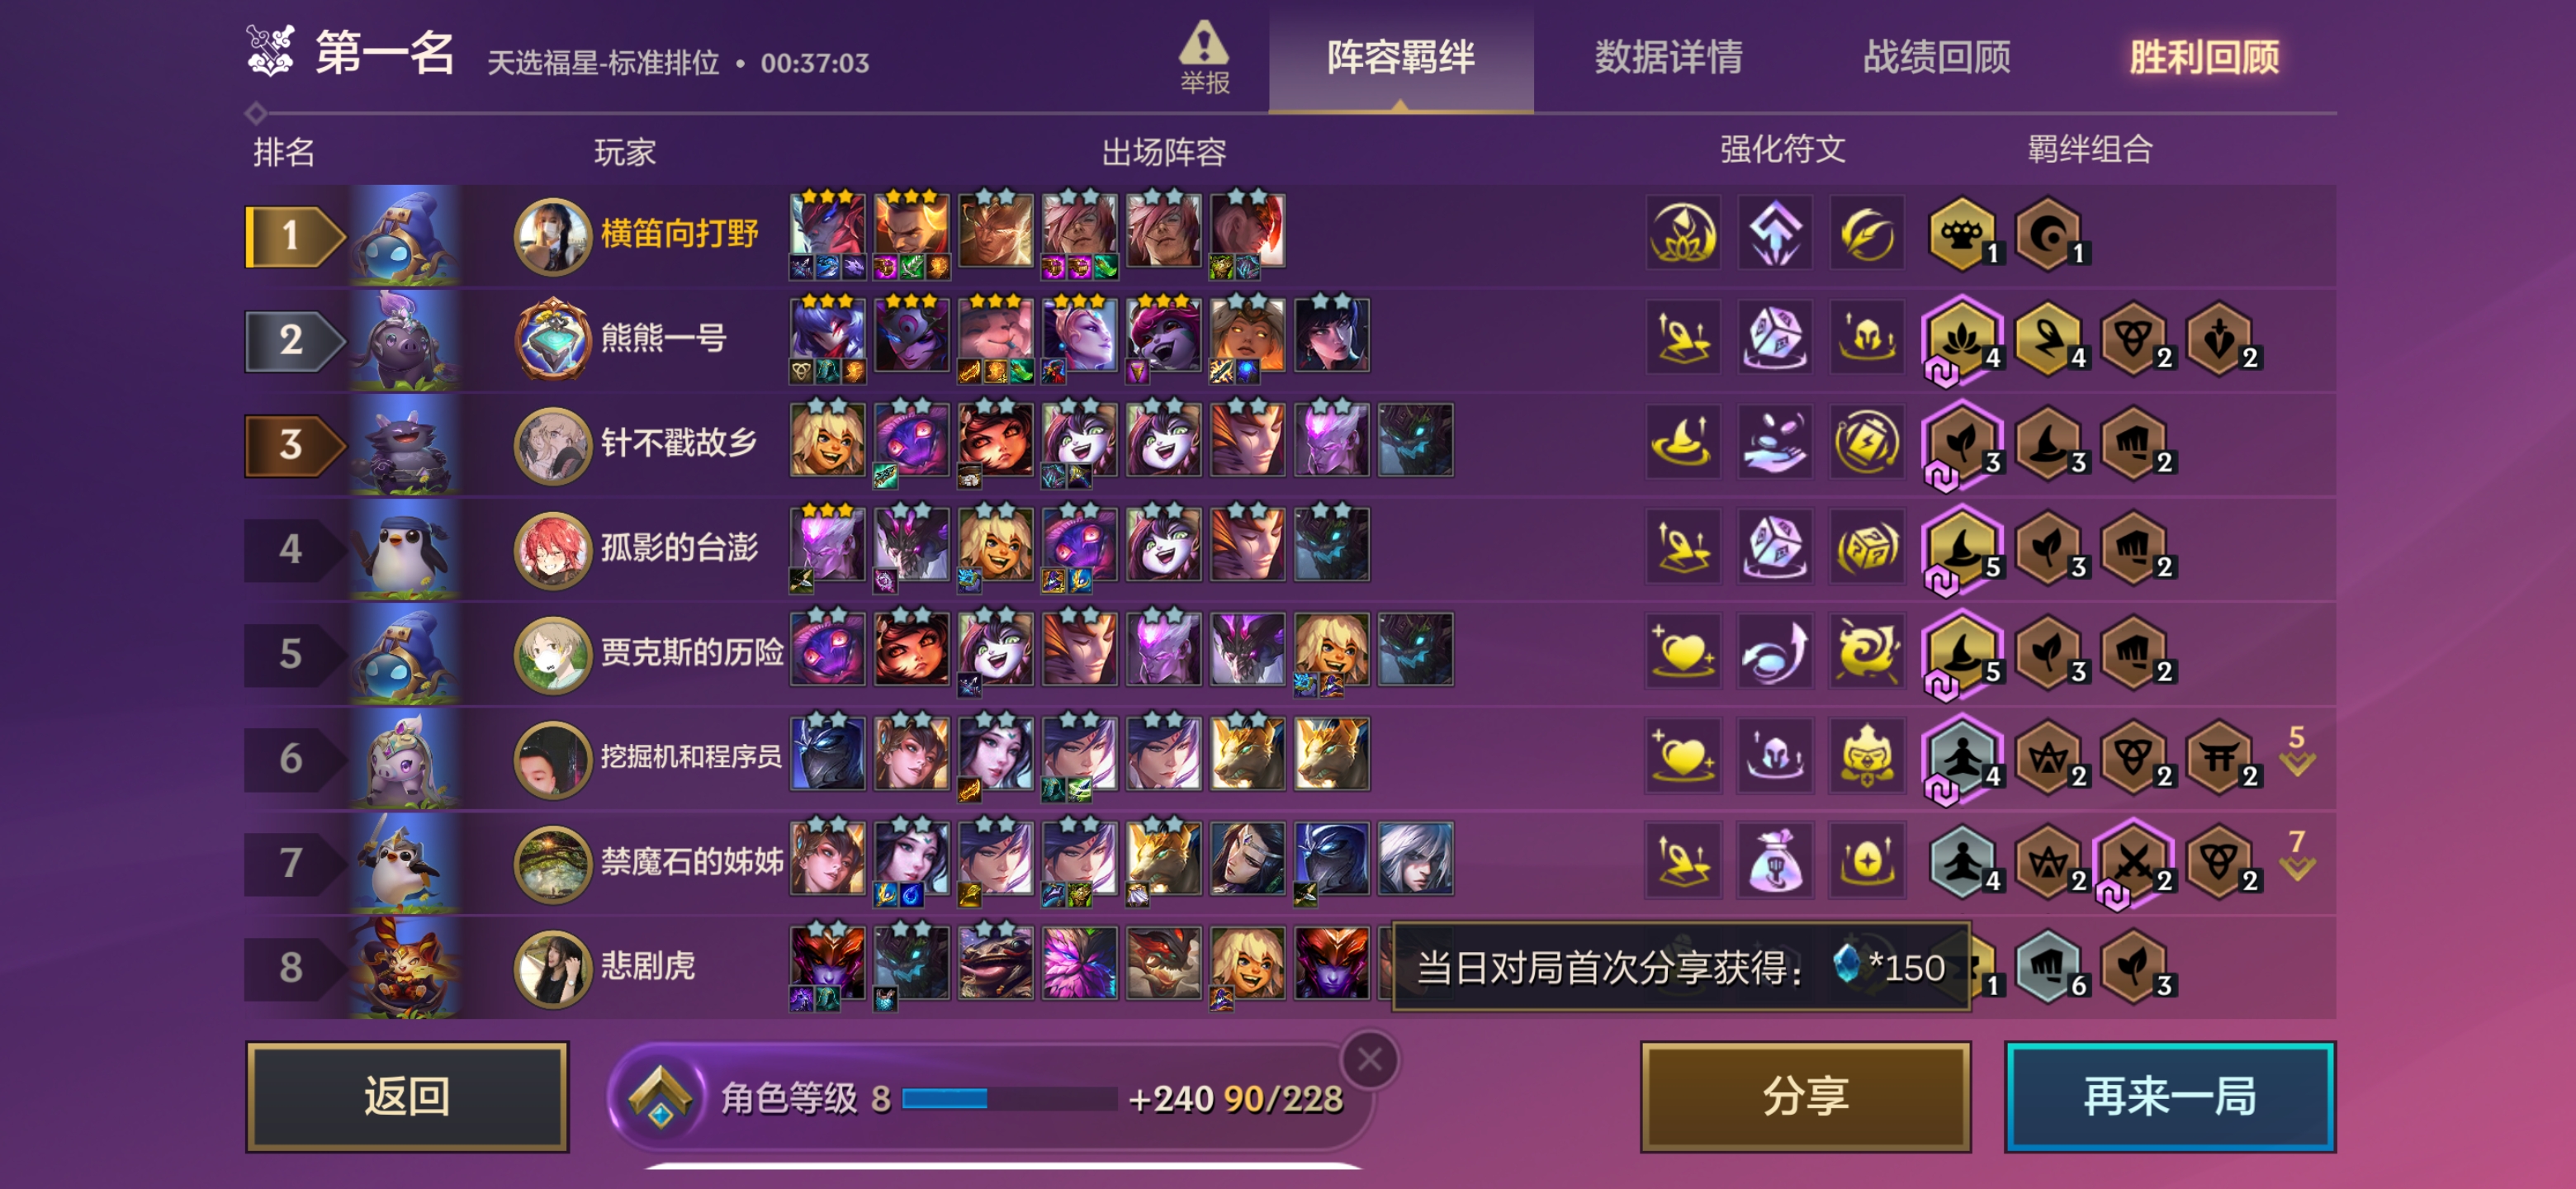 第一名 天选福星-标准排位 • 00:37:03 举报 阵容羁绊 数据详情 战绩回顾 胜利回顾
排名 玩家 出场阵容 强化符文 羁绊组合
1 横笛向打野 1 1
2 熊熊一号 4 4 2 2
3 针不戳故乡 3 3 2
4 孤影的台澎 5 3 2
5 贾克斯的历险 5 3 2
6 挖掘机和程序员 4 2 2 2 5
7 禁魔石的姊姊 4 2 2 2 7
8 悲剧虎 1 6 3
当日对局首次分享获得： *150
返回 角色等级 8 +240 90/228 分享 再来一局